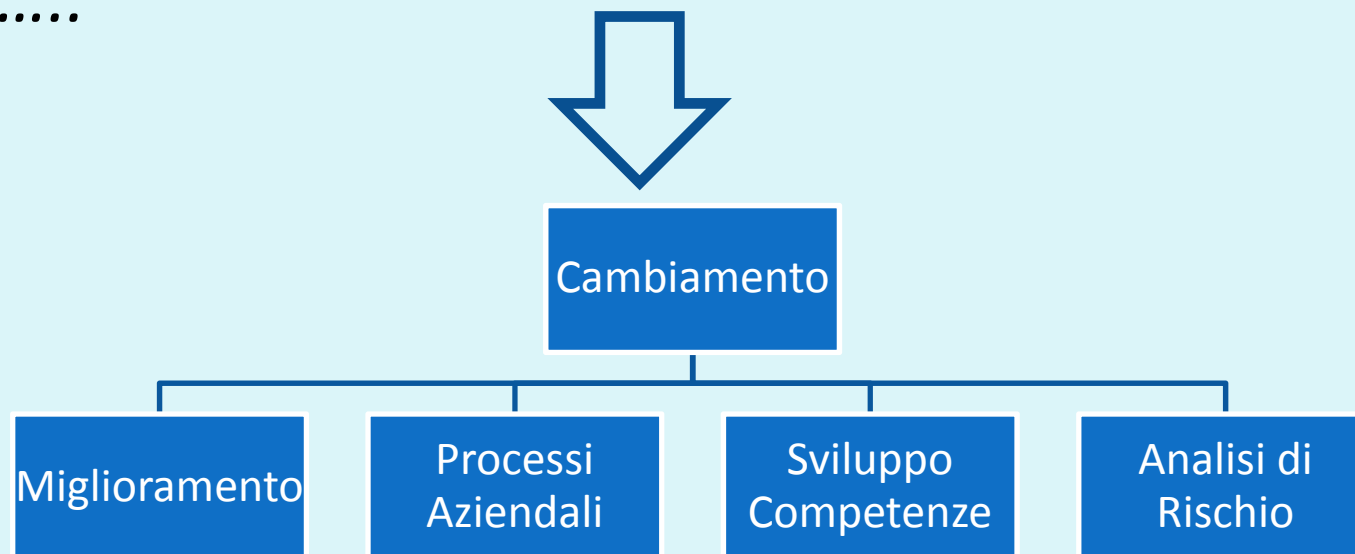 .....
Cambiamento
Miglioramento
Processi
Aziendali
Sviluppo
Competenze
Analisi di
Rischio